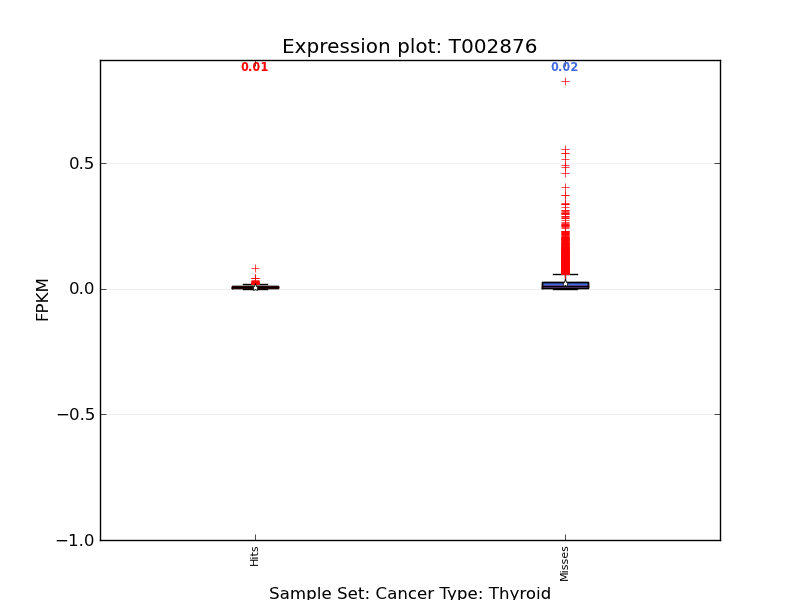 Expression plot: T002876
0.01 0.02
0.5
0.0
−0.5
−1.0
FPKM
Hits
Misses
Sample Set: Cancer Type: Thyroid